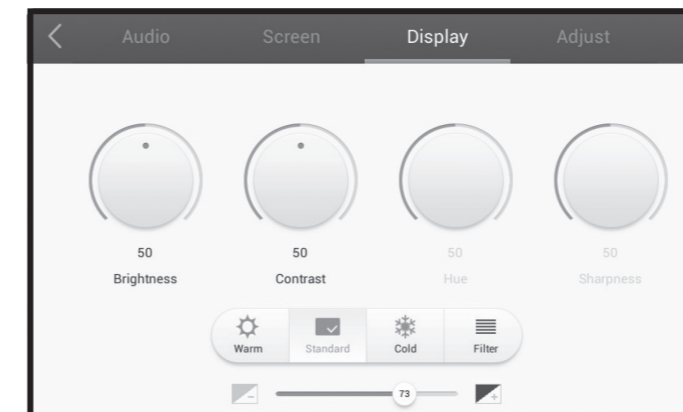 Audio Screen Display Adjust
50 50 50 50
Brightness Contrast Hue Sharpness
Warm Standard Cold Filter
73